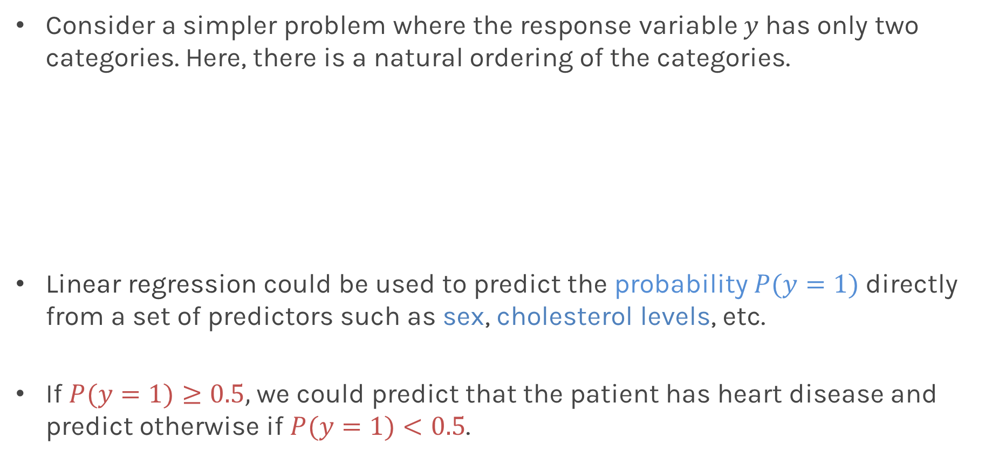 • Consider a simpler problem where the response variable y has only two
categories. Here, there is a natural ordering of the categories.
• Linear regression could be used to predict the probability P(y = 1) directly
from a set of predictors such as sex, cholesterol levels, etc.
• If P(y = 1) ≥ 0.5, we could predict that the patient has heart disease and
predict otherwise if P(y = 1) < 0.5.